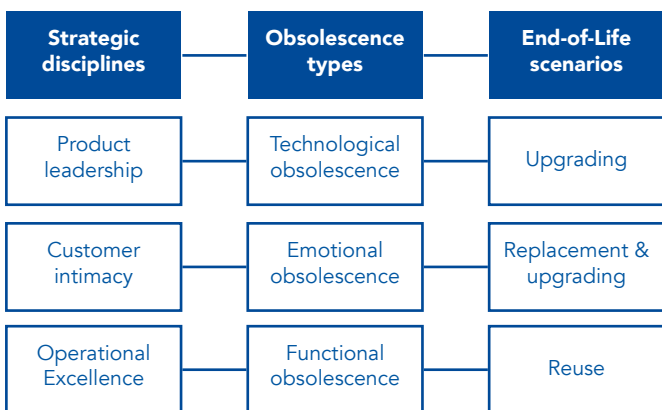 Strategic
disciplines
Obsolescence
types
End-of-Life
scenarios
Product
leadership
Technological
obsolescence
Upgrading
Customer
intimacy
Emotional
obsolescence
Replacement &
upgrading
Operational
Excellence
Functional
obsolescence
Reuse